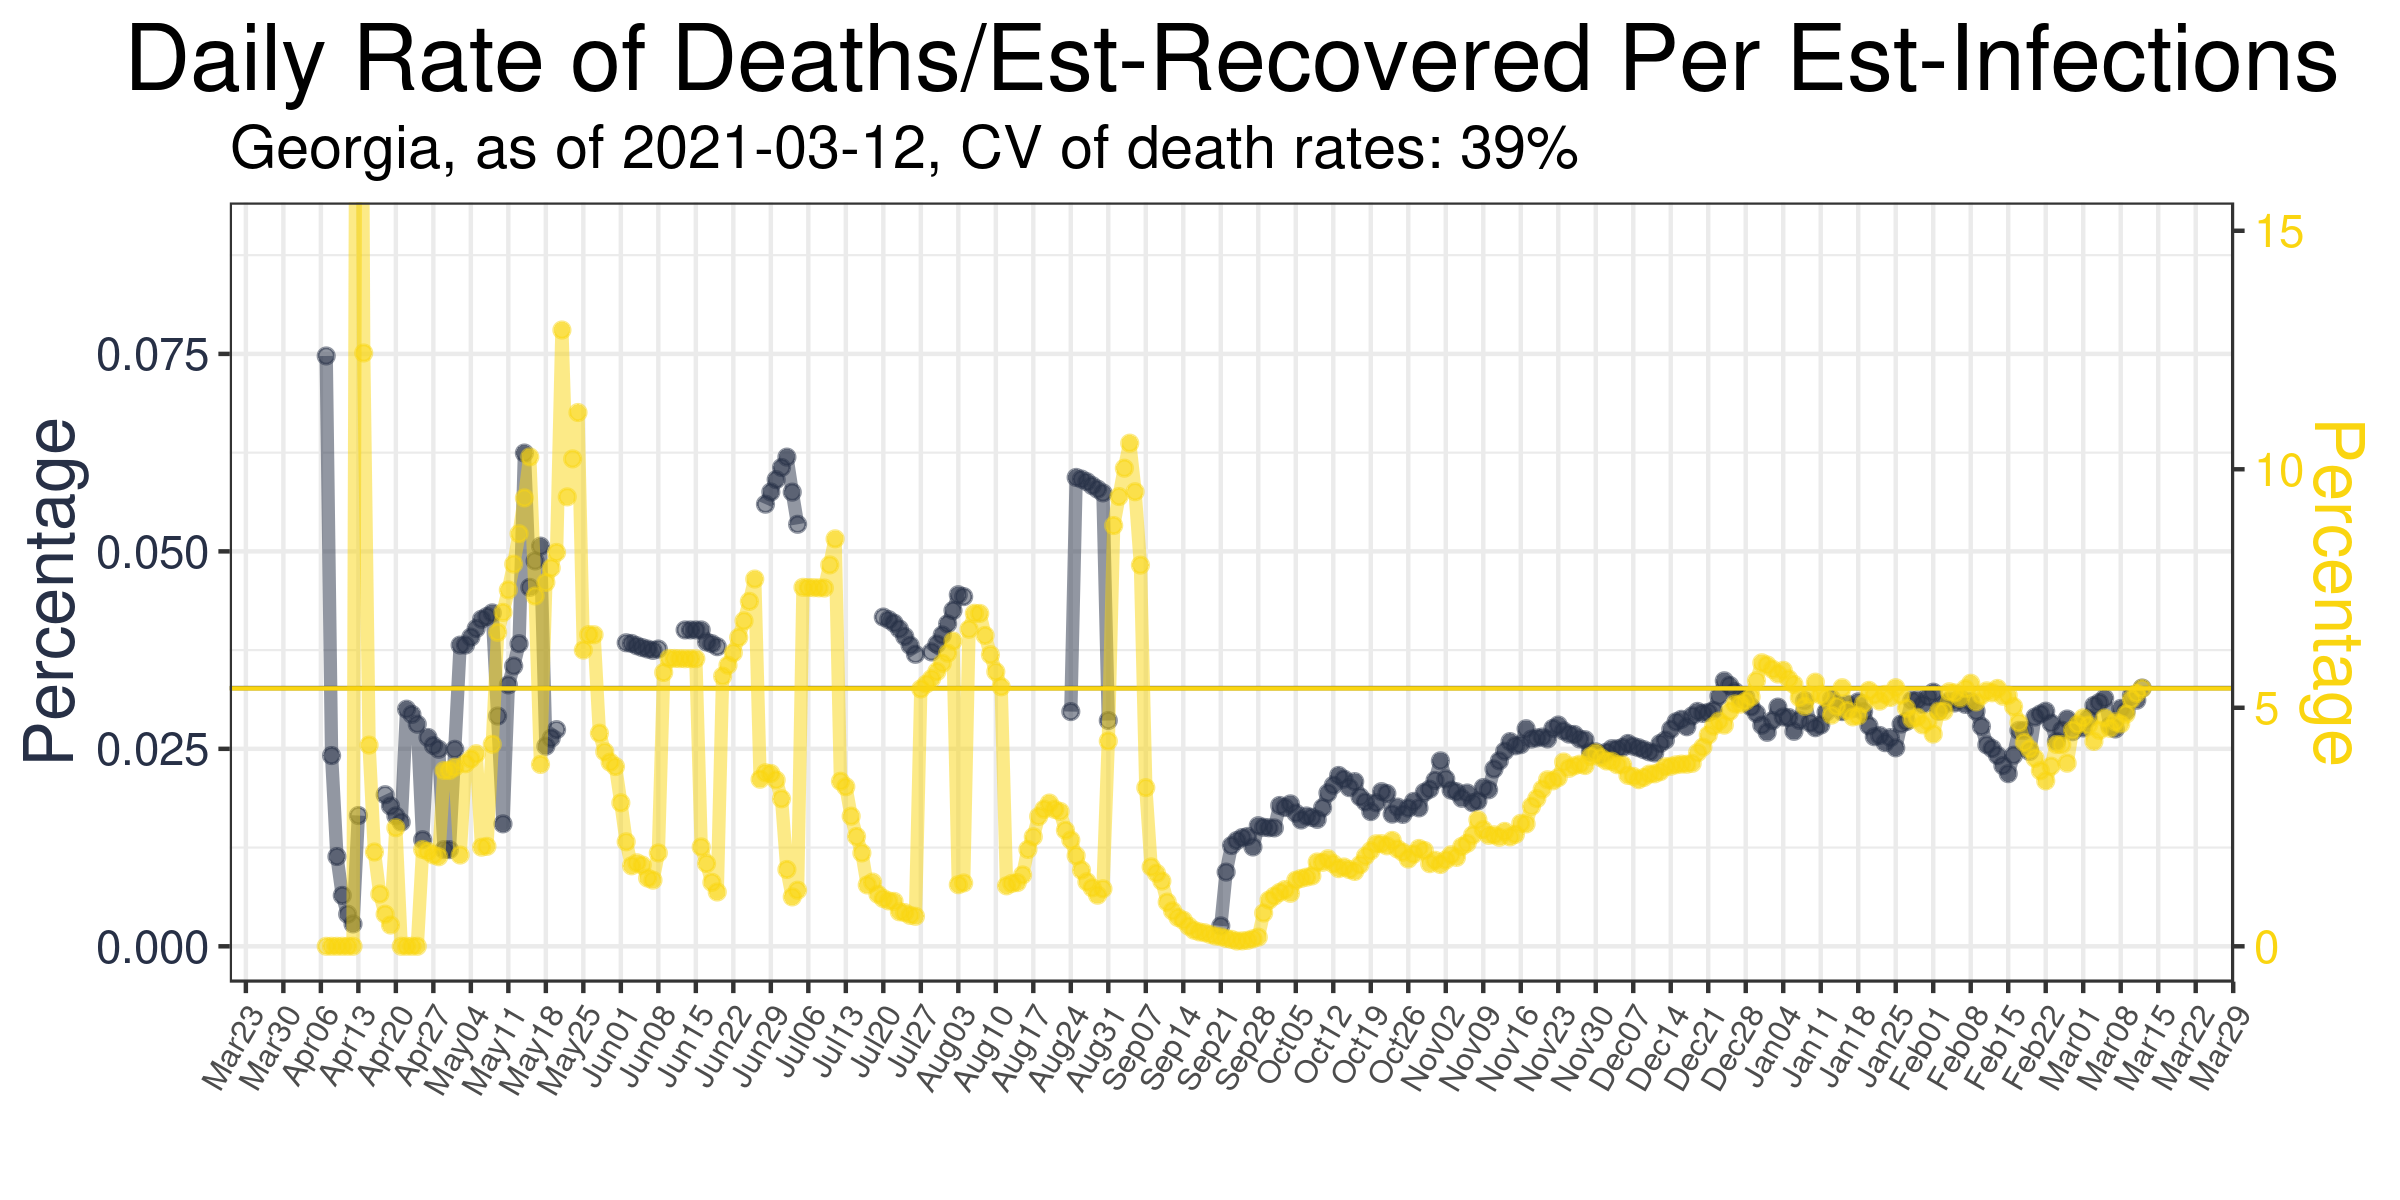 Daily Rate of Deaths/Est-Recovered Per Est-Infections
Georgia, as of 2021-03-12, CV of death rates: 39%
Percentage
0.075
0.050
0.025
0.000
15
10
5
0
Percentage
Mar23
Mar30
Apr06
Apr13
Apr20
Apr27
May04
May11
May18
May25
Jun01
Jun08
Jun15
Jun22
Jun29
Jul06
Jul13
Jul20
Jul27
Aug03
Aug10
Aug17
Aug24
Aug31
Sep07
Sep14
Sep21
Sep28
Oct05
Oct12
Oct19
Oct26
Nov02
Nov09
Nov16
Nov23
Nov30
Dec07
Dec14
Dec21
Dec28
Jan04
Jan11
Jan18
Jan25
Feb01
Feb08
Feb15
Feb22
Mar01
Mar08
Mar15
Mar22
Mar29